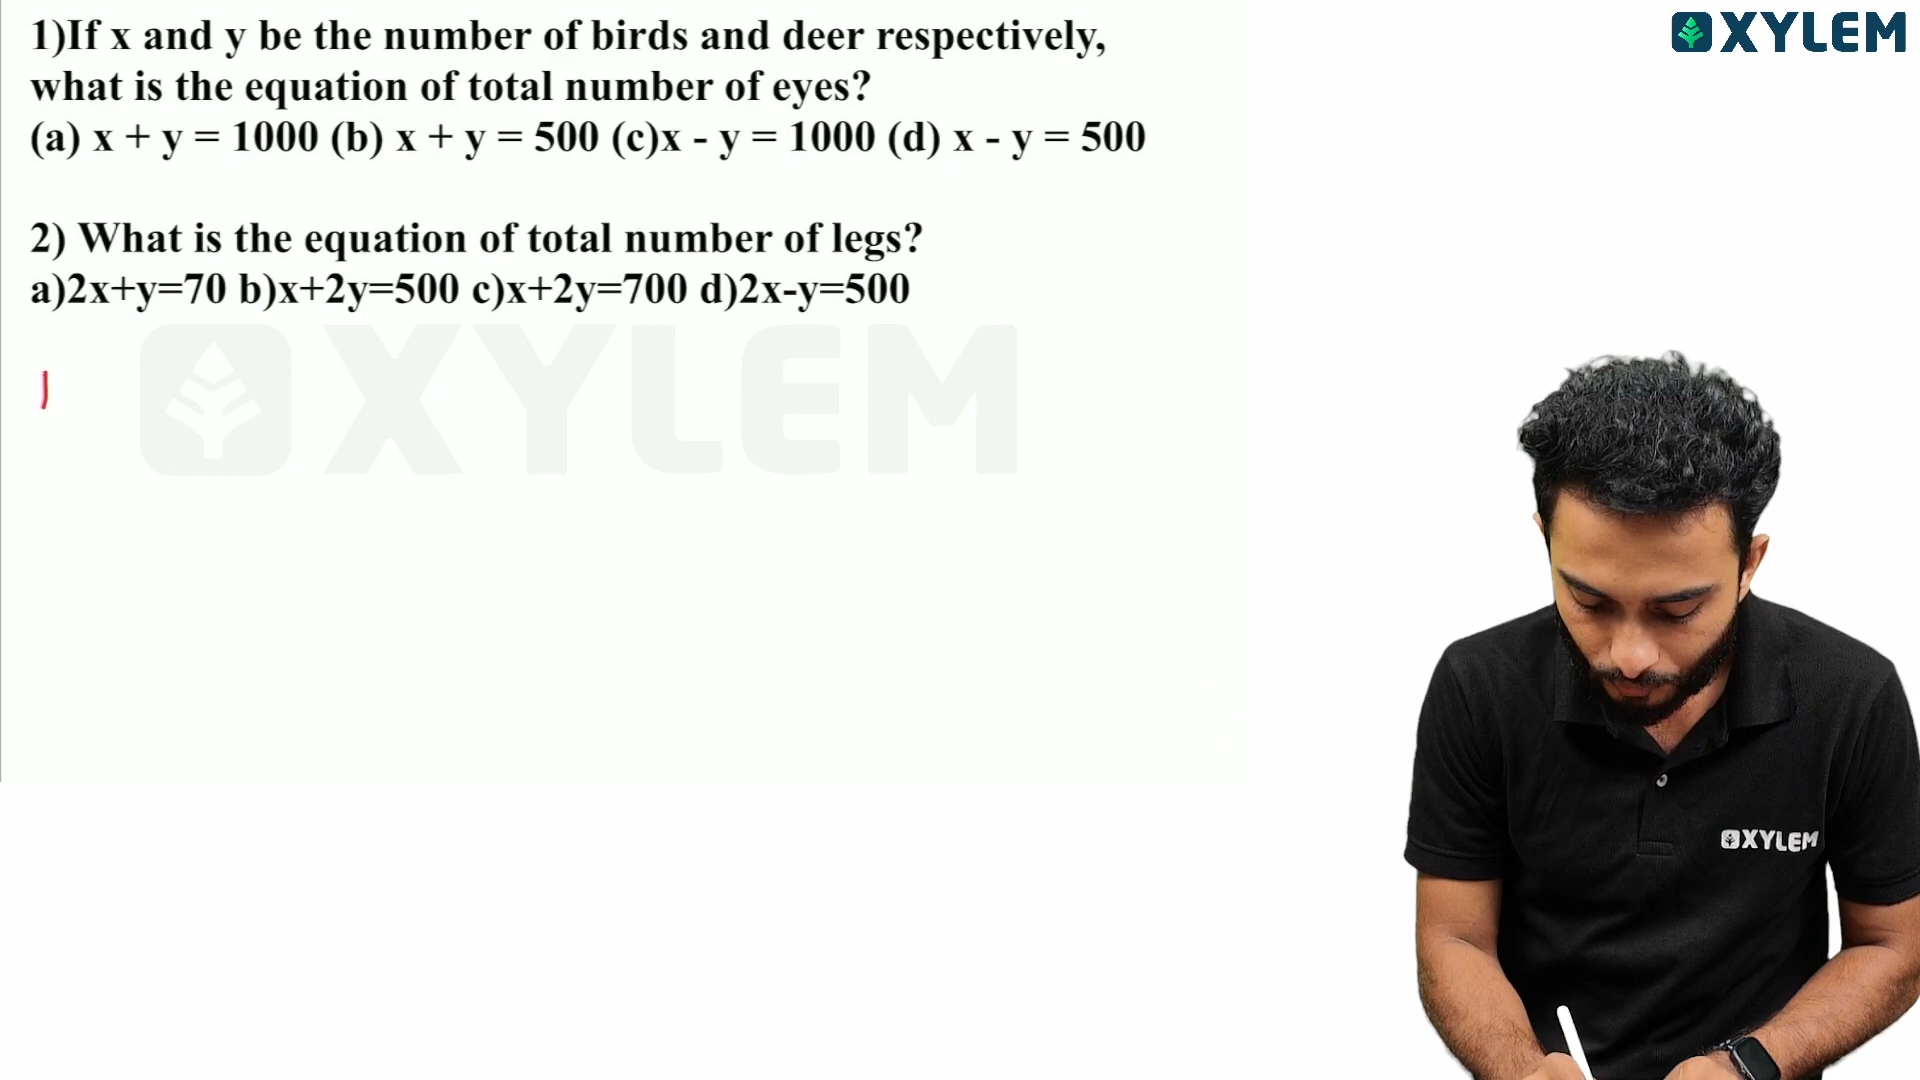 1)If x and y be the number of birds and deer respectively,
XYLEM
what is the equation of total number of eyes?
(a) x + y = 1000 (b) x + y = 500 (c)x - y = 1000 (d) x - y = 500
2) What is the equation of total number of legs?
a)2x+y=70 b)x+2y=500 c)x+2y=700 d)2x-y=500
XYLEM
XYLEM